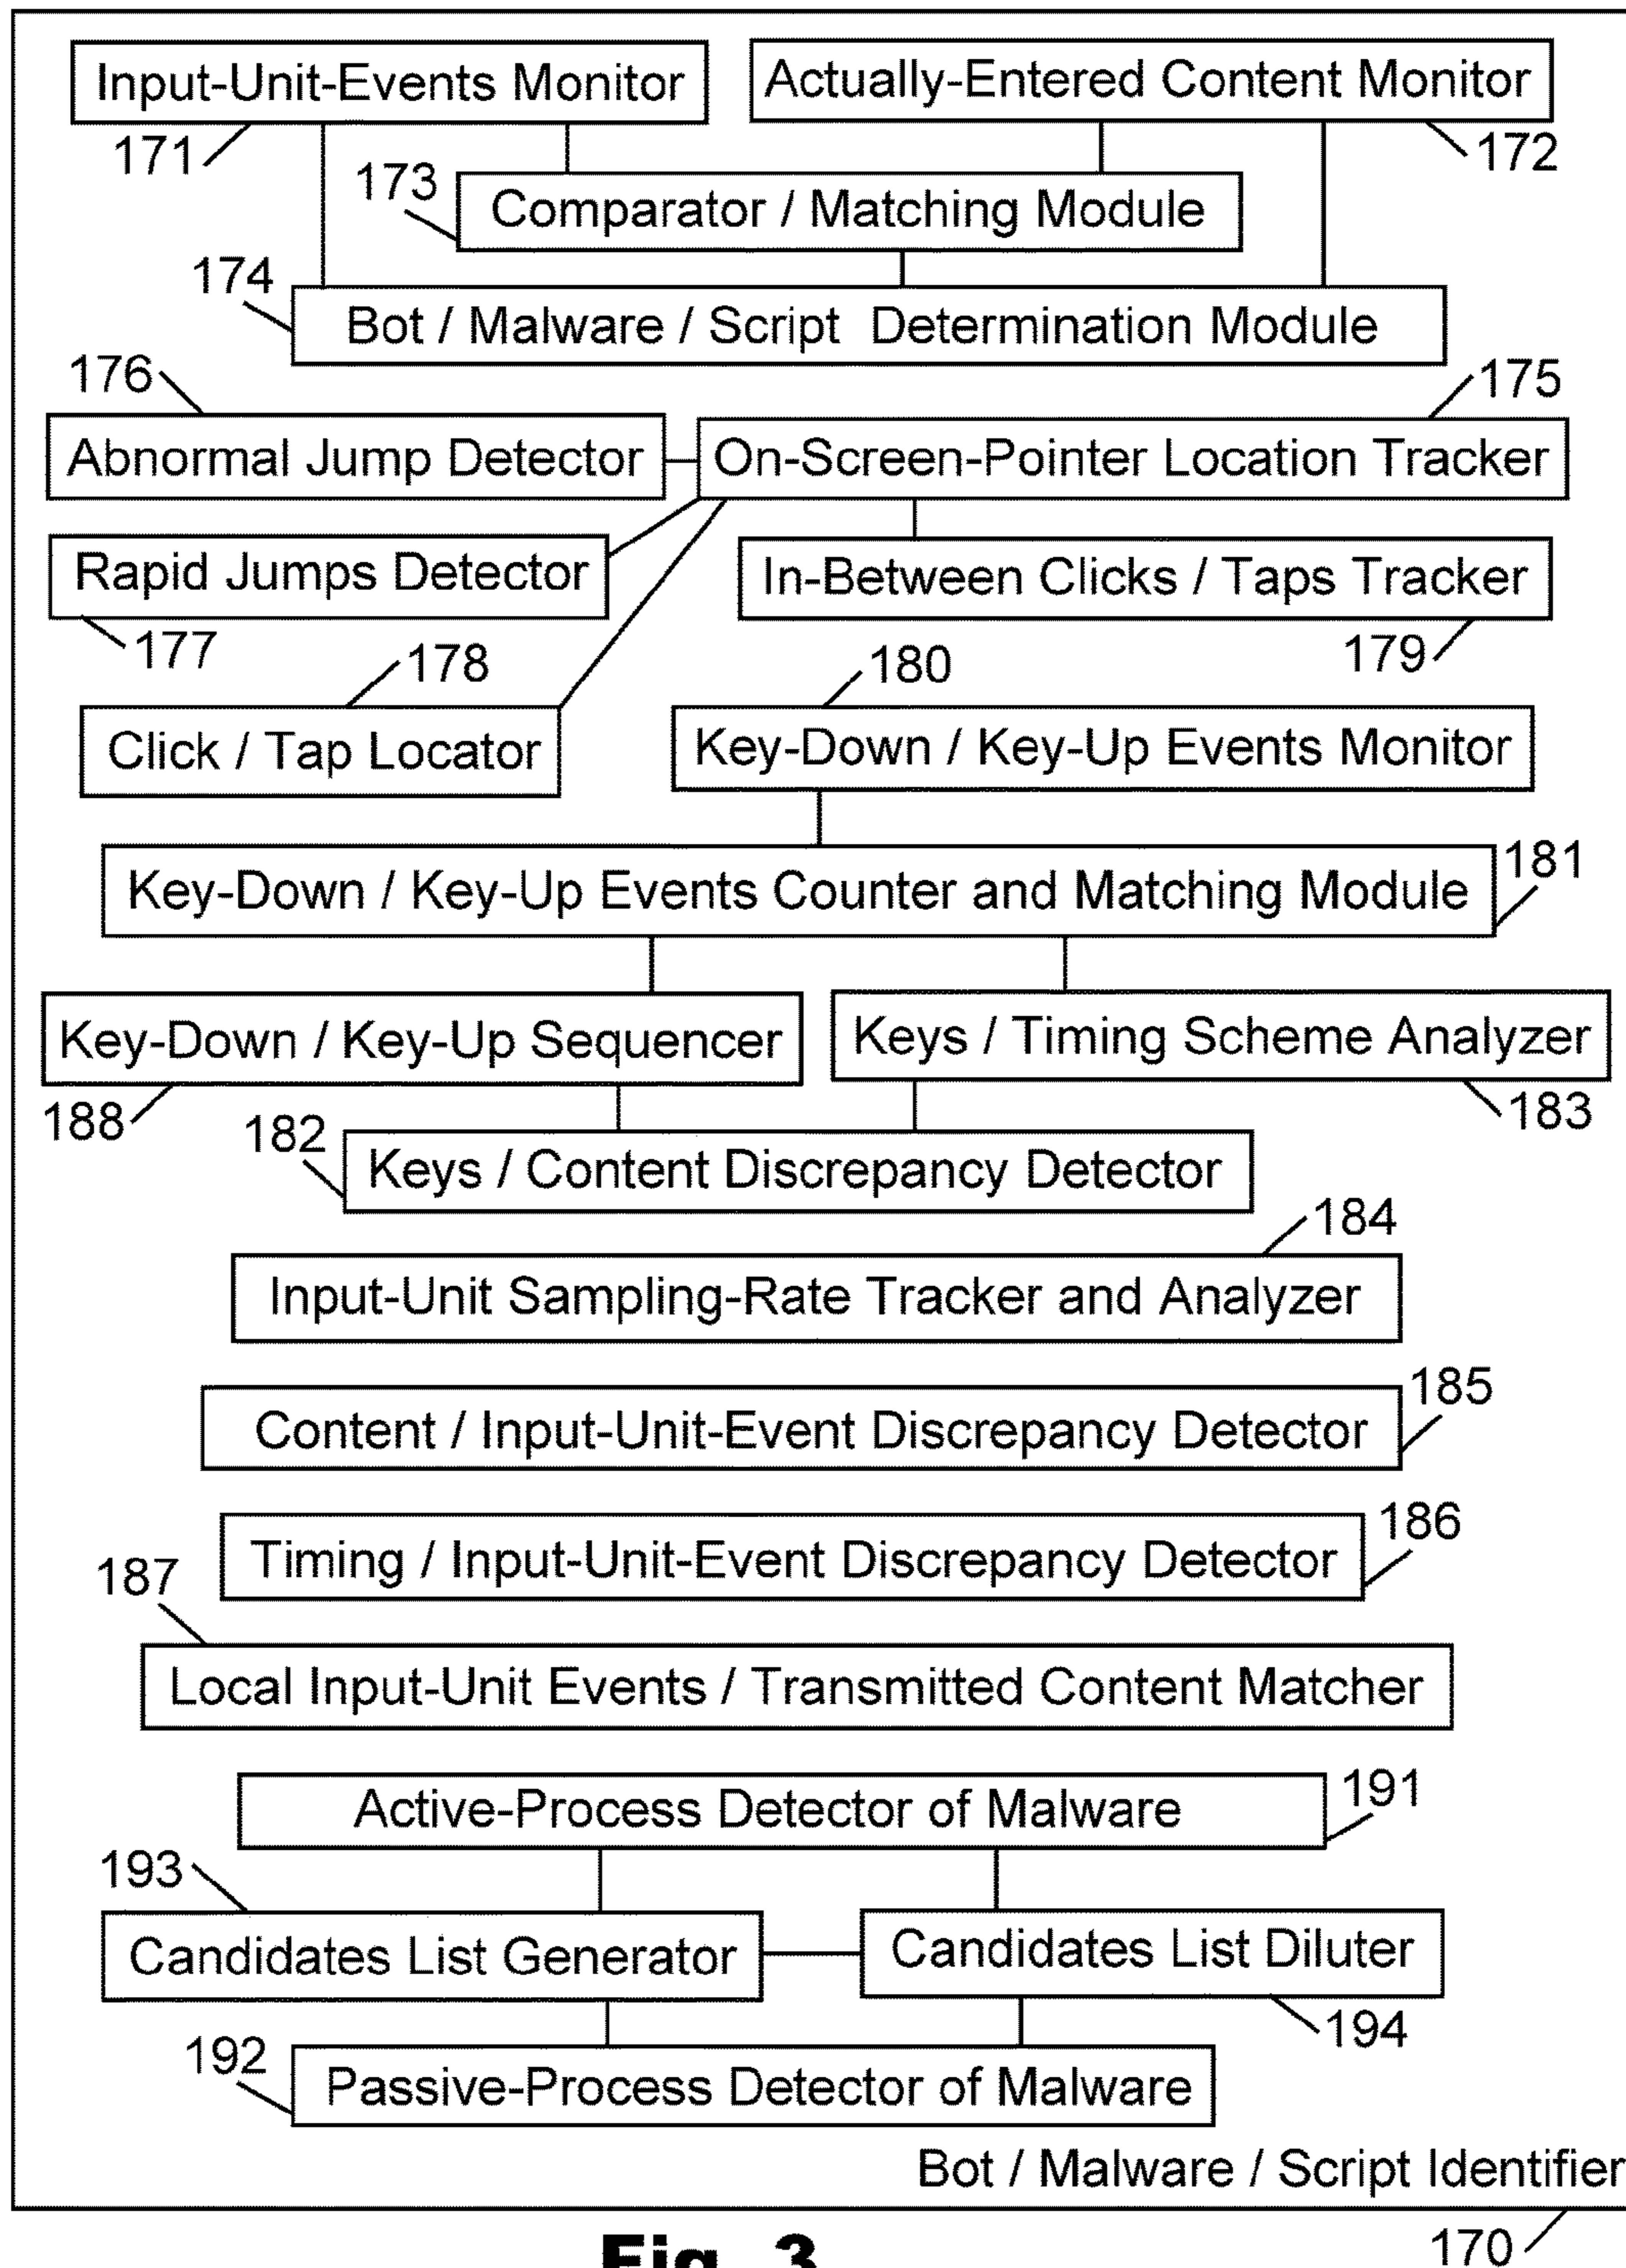 Input-Unit-Events Monitor
Actually-Entered Content Monitor
171
172
173
Comparator / Matching Module
174
Bot / Malware / Script Determination Module
176
175
Abnormal Jump Detector
On-Screen-Pointer Location Tracker
Rapid Jumps Detector
In-Between Clicks / Taps Tracker
177
178
179
180
Click / Tap Locator
Key-Down / Key-Up Events Monitor
181
Key-Down / Key-Up Events Counter and Matching Module
Key-Down / Key-Up Sequencer
Keys / Timing Scheme Analyzer
188
183
182
Keys / Content Discrepancy Detector
184
Input-Unit Sampling-Rate Tracker and Analyzer
185
Content / Input-Unit-Event Discrepancy Detector
186
Timing / Input-Unit-Event Discrepancy Detector
187
Local Input-Unit Events / Transmitted Content Matcher
191
Active-Process Detector of Malware
193
Candidates List Generator
Candidates List Diluter
194
192
Passive-Process Detector of Malware
Bot / Malware / Script Identifier
170
Fig. 3